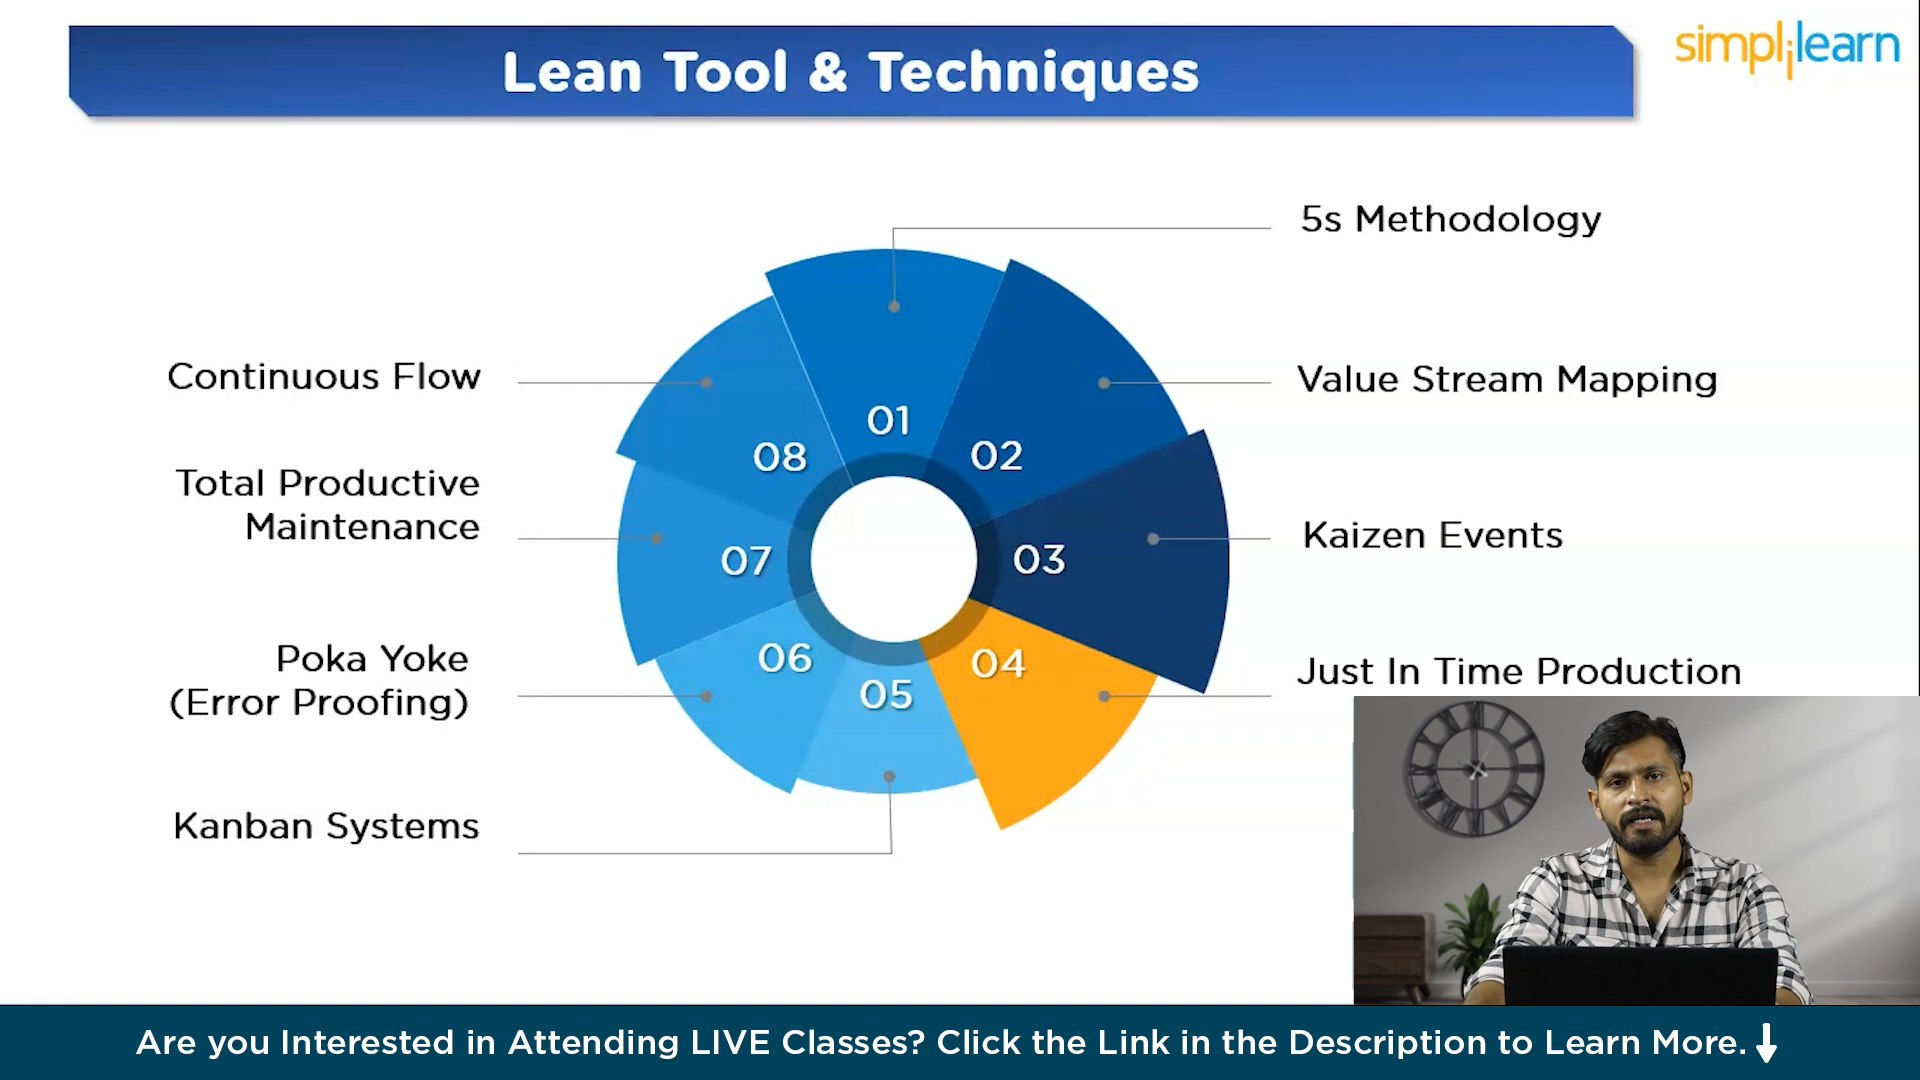 Lean Tool & Techniques
simplilearn
5s Methodology
Value Stream Mapping
Kaizen Events
Just In Time Production
Continuous Flow
Total Productive
Maintenance
Poka Yoke
(Error Proofing)
Kanban Systems
01
02
03
04
05
06
07
08
Are you Interested in Attending LIVE Classes? Click the Link in the Description to Learn More.